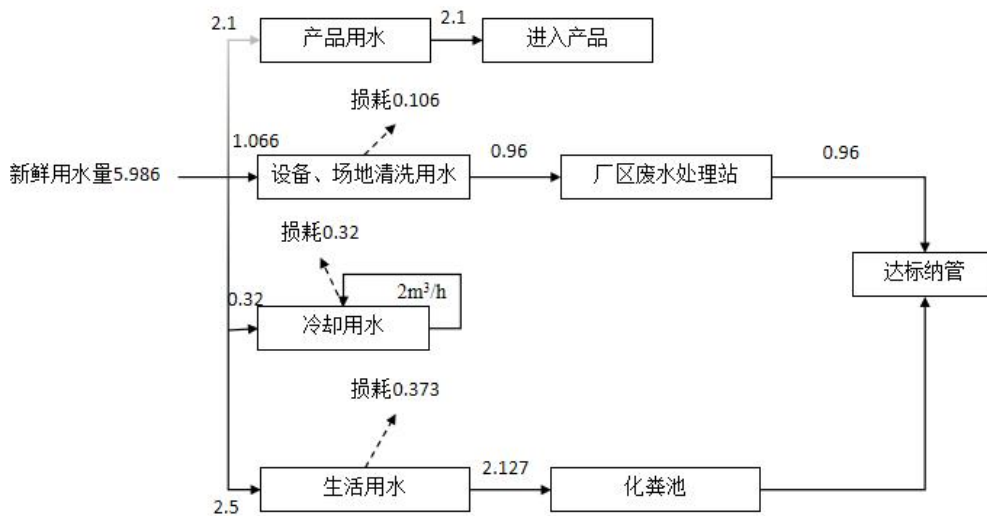 2.1
产品用水
2.1
进入产品
损耗0.106
新鲜用水量5.986
1.066
设备、场地清洗用水
0.96
厂区废水处理站
0.96
损耗0.32
0.32
冷却用水
2m³/h
达标纳管
损耗0.373
2.5
生活用水
2.127
化粪池